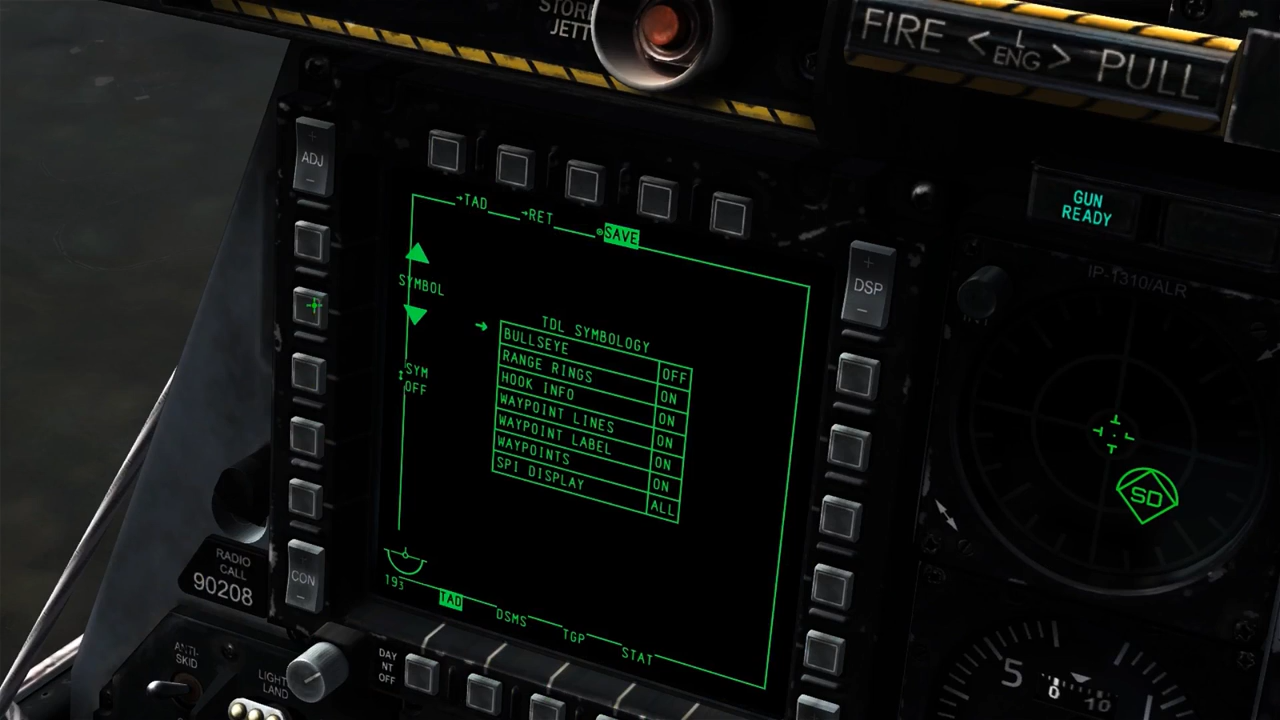 STORE
JETT
FIRE < L ENG > PULL
+
ADJ
-
GUN
READY
IP-1310/ALR
→TAD
→RET
SAVE
SYMBOL
SYM
OFF
+
DSP
-
TDL SYMBOLOGY
BULLSEYE OFF
RANGE RINGS ON
HOOK INFO ON
WAYPOINT LINES ON
WAYPOINT LABEL ON
WAYPOINTS ON
SPI DISPLAY ALL
SD
CON
-
193
TAD
DSMS
TGP
STAT
RADIO
CALL
90208
ANTI-
SKID
LIGHT
LAND
DAY
NT
OFF
5
0
10